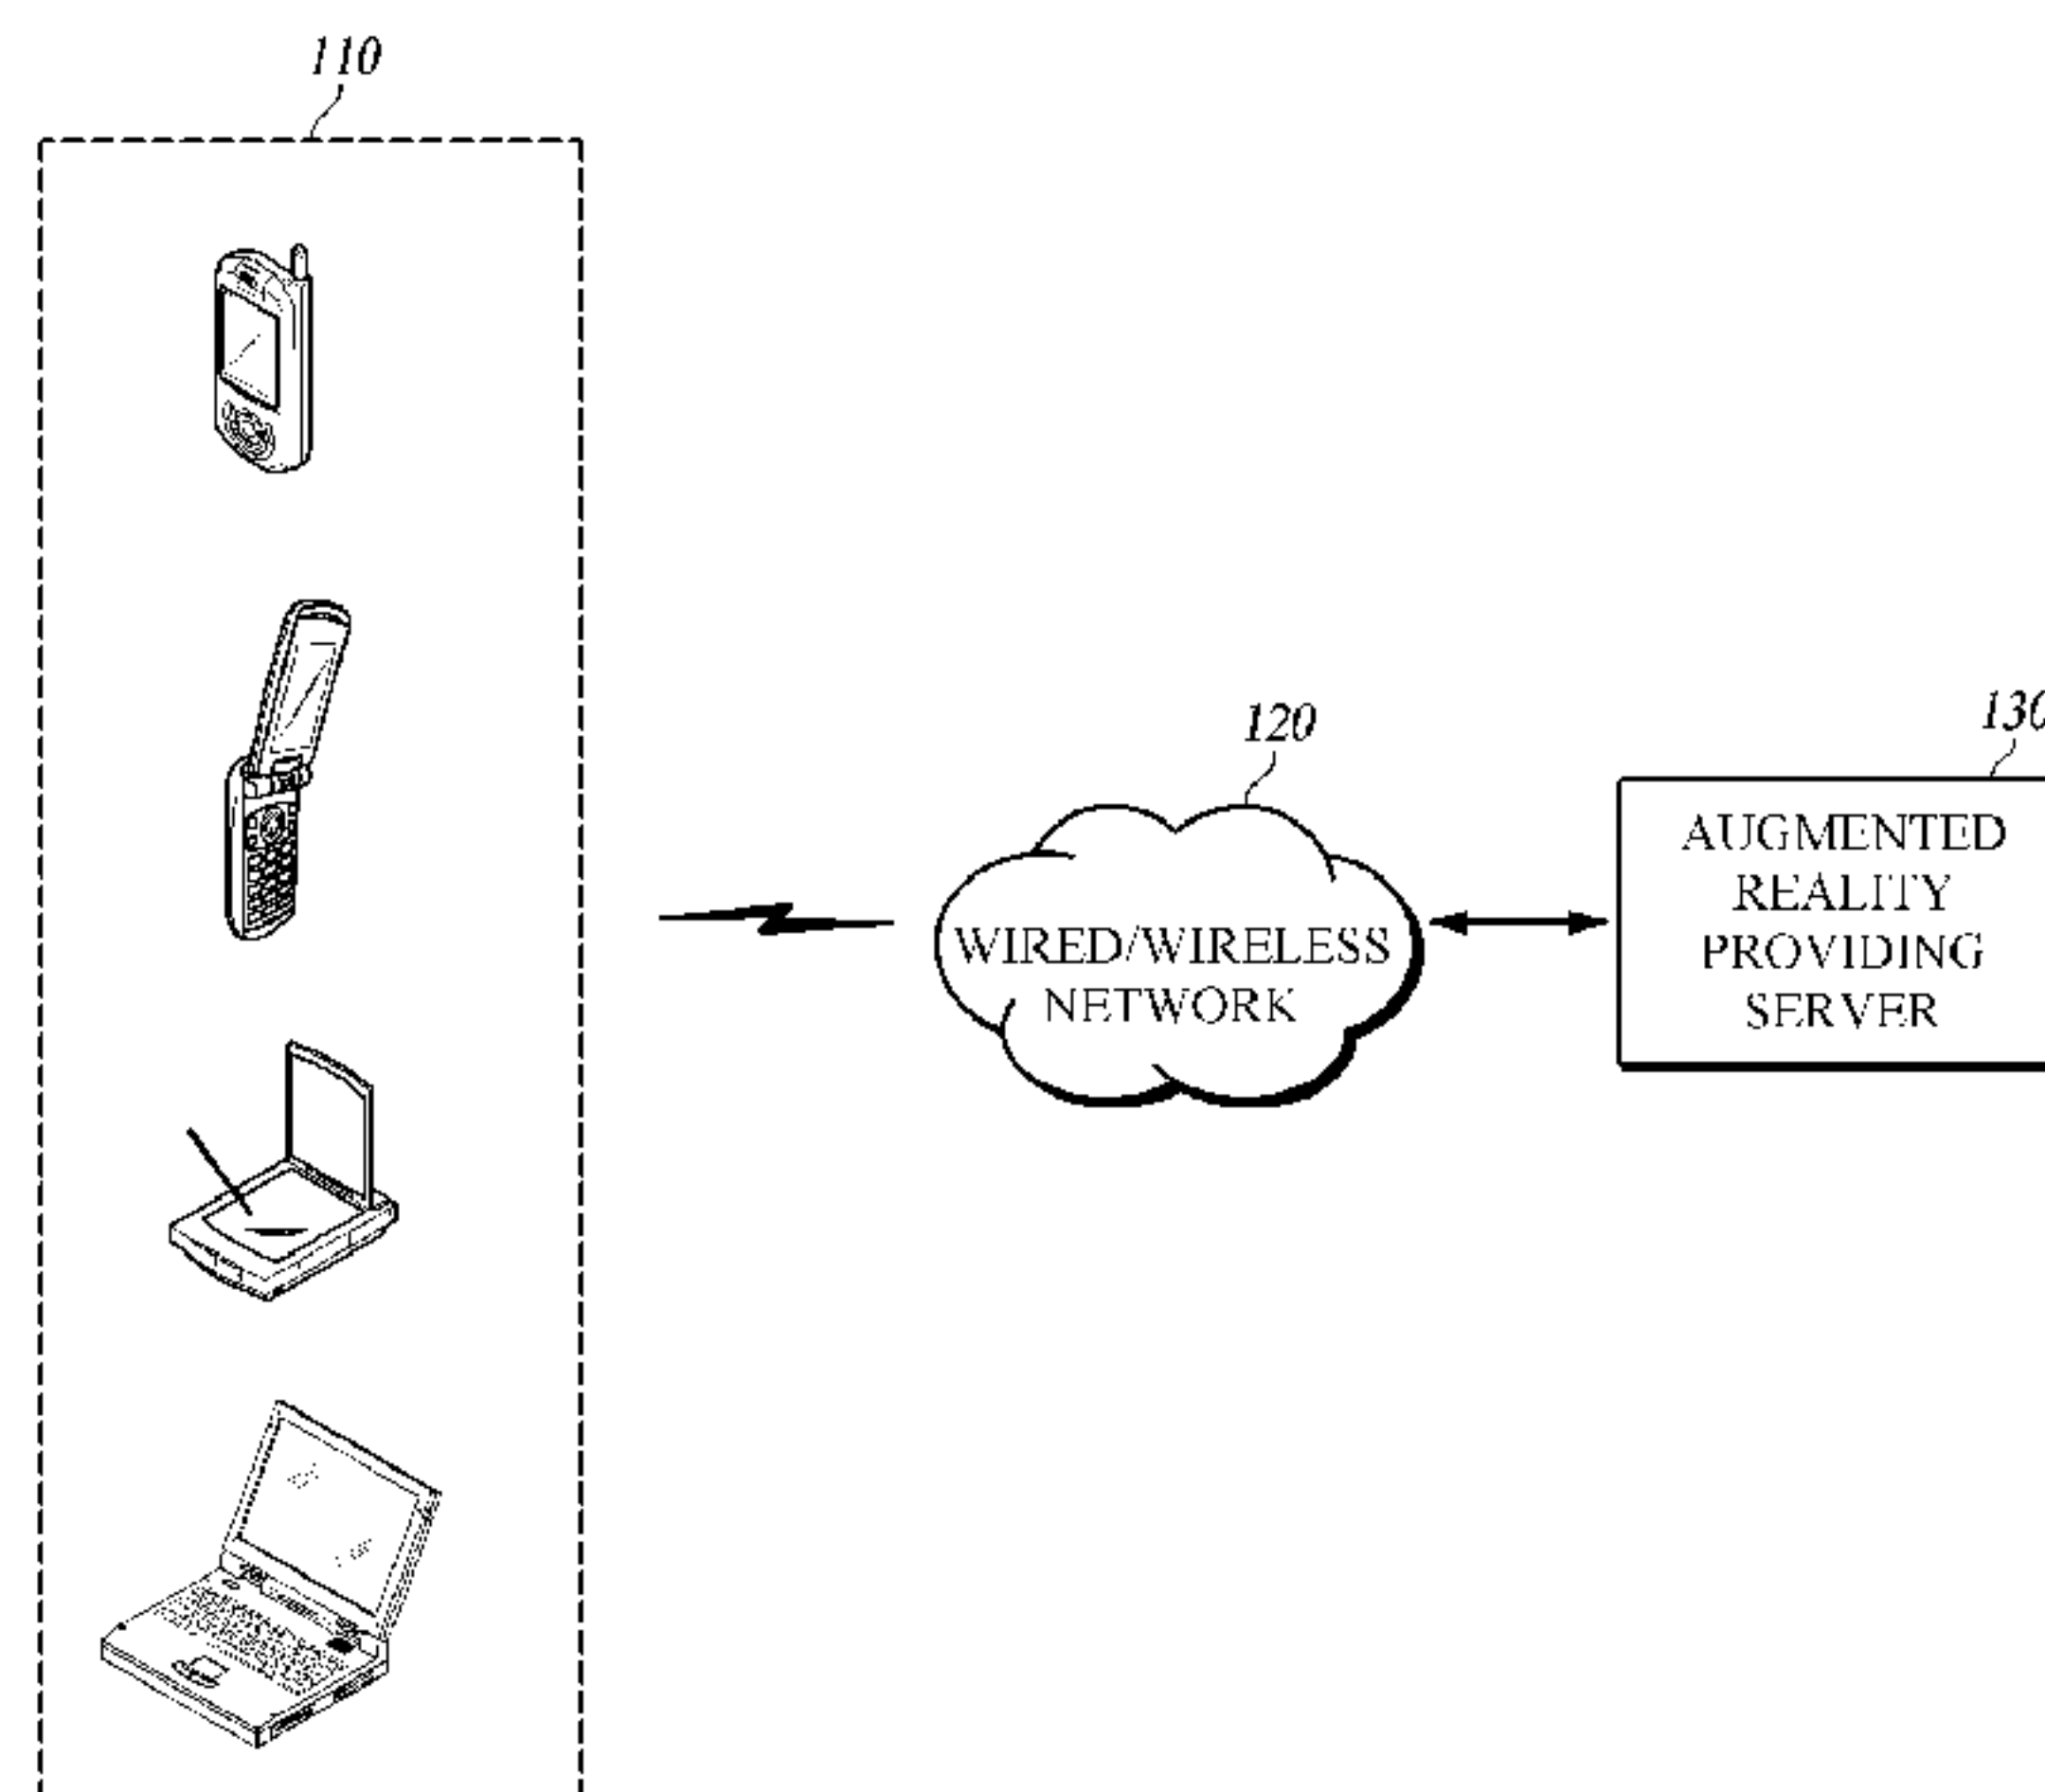 110
120
130
WIRED/WIRELESS
NETWORK
AUGMENTED
REALITY
PROVIDING
SERVER